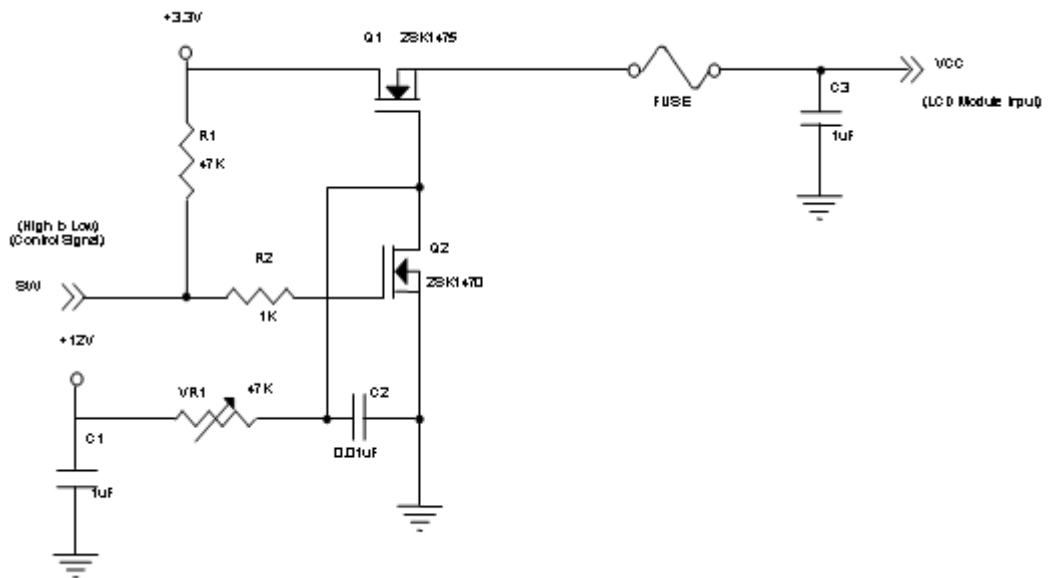 +3.3V
Q1 2SK1475
FUSE
VCC
(LCD Module Input)
C3
1uF
R1
47K
(High to Low)
(Control Signal)
SW
R2
1K
Q2
2SK1470
+12V
VR1
47K
C2
0.01uF
C1
1uF